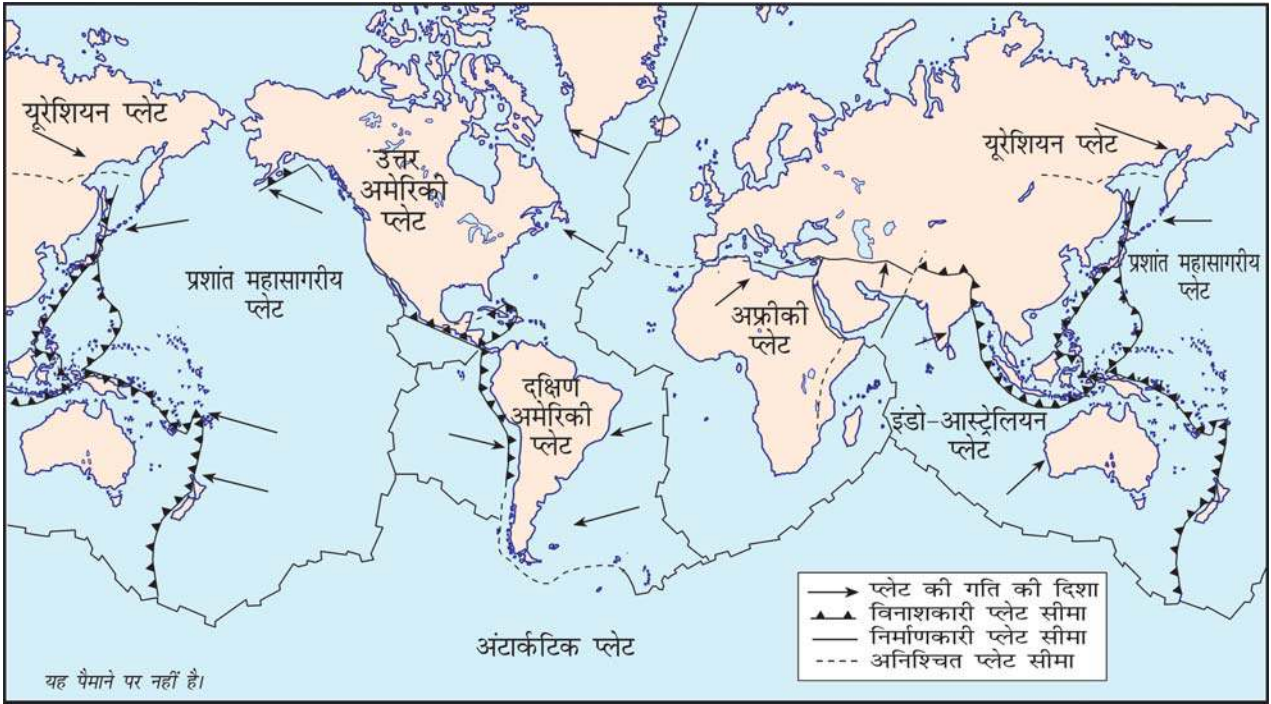 यूरेशियन प्लेट
उत्तर
अमेरिकी
प्लेट
यूरेशियन प्लेट
प्रशांत महासागरीय
प्लेट
प्रशांत महासागरीय
प्लेट
अफ्रीकी
प्लेट
दक्षिण
अमेरिकी
प्लेट
इंडो-आस्ट्रेलियन
प्लेट
अंटार्कटिक प्लेट
प्लेट की गति की दिशा
विनाशकारी प्लेट सीमा
निर्माणकारी प्लेट सीमा
अनिश्चित प्लेट सीमा
यह पैमाने पर नहीं है।